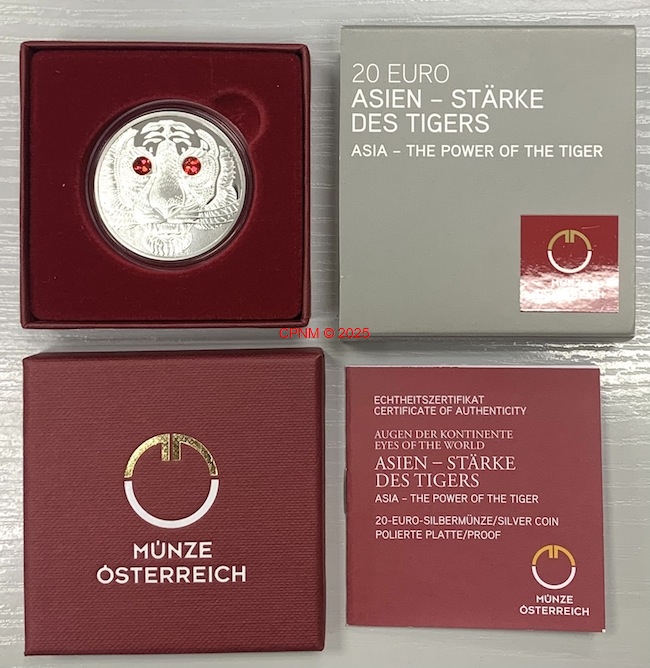 20 EURO
ASIEN – STÄRKE
DES TIGERS
ASIA – THE POWER OF THE TIGER
CPNM © 2025
MÜNZE
ÖSTERREICH
ECHTHEITSZERTIFIKAT
CERTIFICATE OF AUTHENTICITY
AUGEN DER KONTINENTE
EYES OF THE WORLD
ASIEN – STÄRKE
DES TIGERS
ASIA – THE POWER OF THE TIGER
20-EURO-SILBERMÜNZE/SILVER COIN
POLIERTE PLATTE/PROOF
MÜNZE
ÖSTERREICH